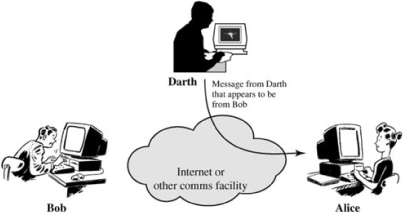 Darth
Message from Darth
that appears to be
from Bob
Internet or
other comms facility
Bob
Alice